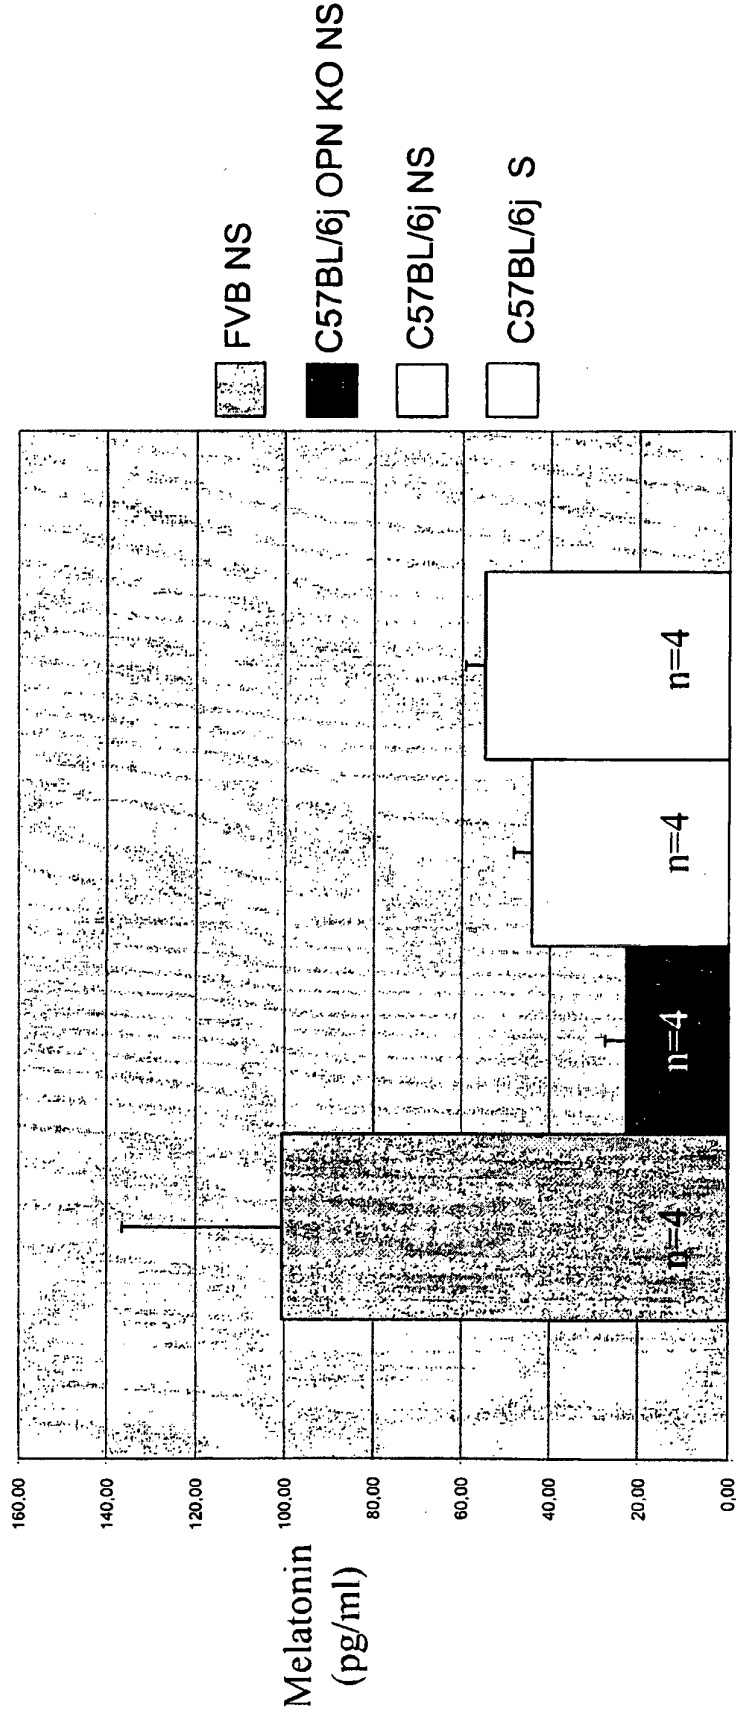 Melatonin
(pg/ml)
160,00
140,00
120,00
100,00
80,00
60,00
40,00
20,00
0,00
n=4
n=4
n=4
n=4
FVB NS
C57BL/6j OPN KO NS
C57BL/6j NS
C57BL/6j S